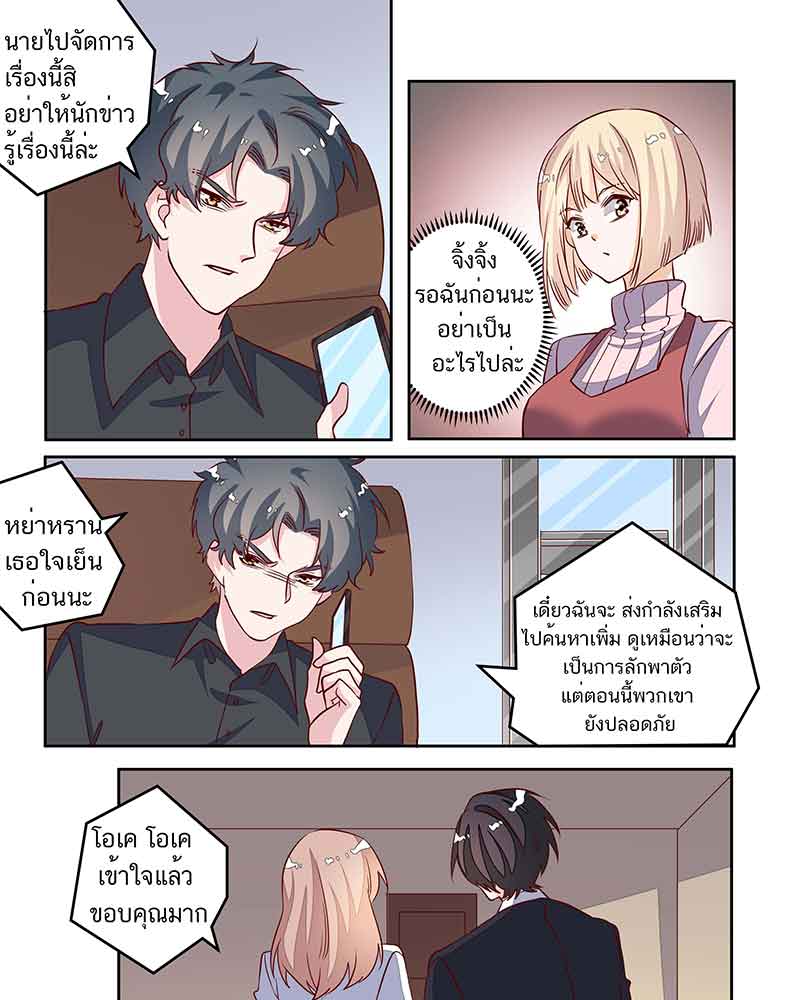 นายไปจัดการ
เรื่องนี้สิ
อย่าให้นักข่าว
รู้เรื่องนี้ล่ะ
จิ้งจิ้ง
รอฉันก่อนนะ
อย่าเป็น
อะไรไปล่ะ
หย่าหราน
เธอใจเย็น
ก่อนนะ
เดี๋ยวฉันจะ ส่งกำลังเสริม
ไปค้นหาเพิ่ม ดูเหมือนว่าจะ
เป็นการลักพาตัว
แต่ตอนนี้พวกเขา
ยังปลอดภัย
โอเค โอเค
เข้าใจแล้ว
ขอบคุณมาก